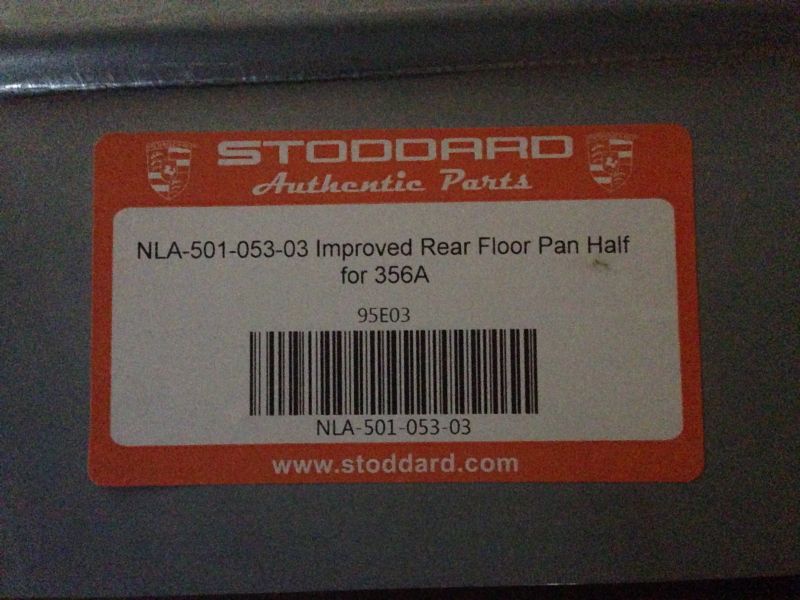 STODDARD
Authentic Parts
NLA-501-053-03 Improved Rear Floor Pan Half
for 356A
95E03
NLA-501-053-03
www.stoddard.com